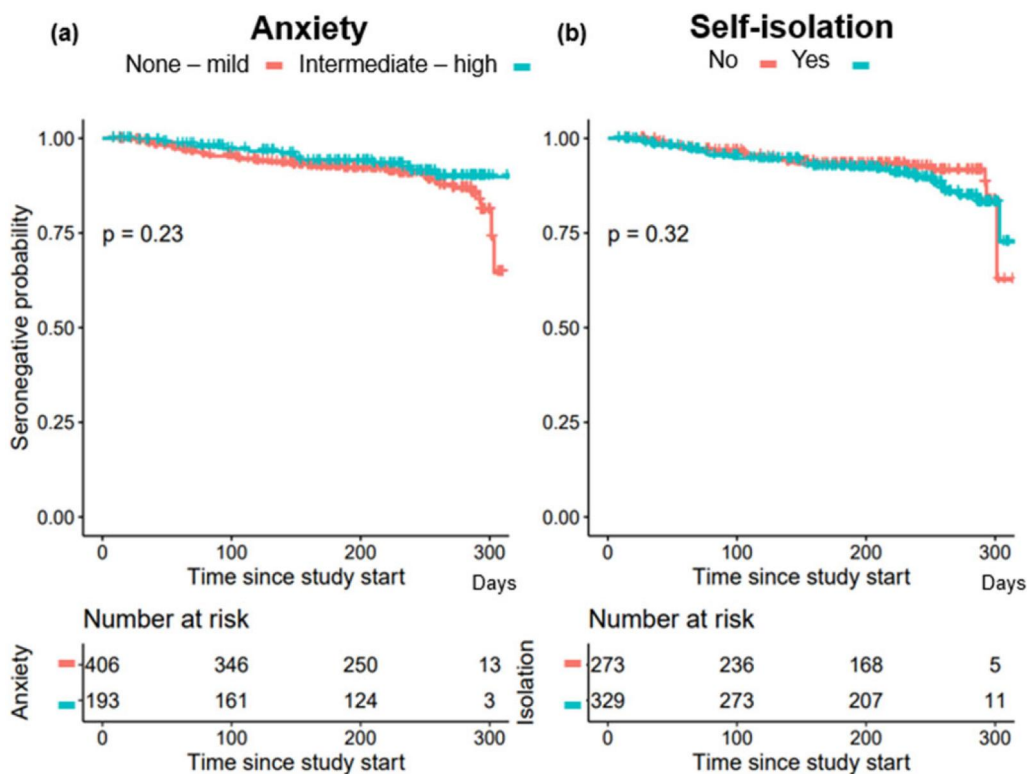 (a) Anxiety
None – mild Intermediate – high
Seronegative probability
1.00
0.75
0.50
0.25
0.00
p = 0.23
0 100 200 300
Time since study start Days
Number at risk
Anxiety
406 346 250 13
193 161 124 3
0 100 200 300
Time since study start
(b) Self-isolation
No Yes
1.00
0.75
0.50
0.25
0.00
p = 0.32
0 100 200 300
Time since study start Days
Number at risk
Isolation
273 236 168 5
329 273 207 11
0 100 200 300
Time since study start